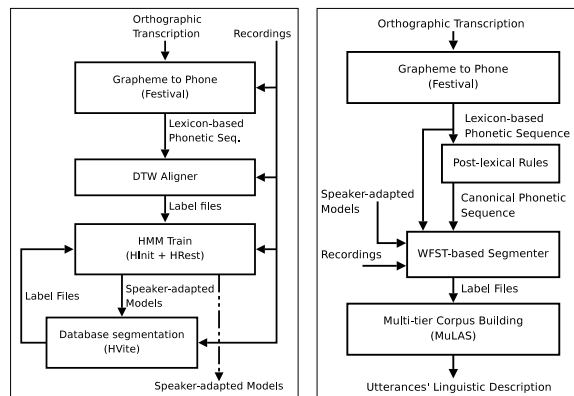 Orthographic
Transcription
Recordings
Grapheme to Phone
(Festival)
Lexicon-based
Phonetic Seq.
DTW Aligner
Label files
HMM Train
(HInit + HRest)
Label Files
Speaker-adapted
Models
Database segmentation
(HVite)
Speaker-adapted Models
Orthographic Transcription
Grapheme to Phone
(Festival)
Lexicon-based
Phonetic Sequence
Post-lexical Rules
Speaker-adapted
Models
Canonical Phonetic
Sequence
Recordings
WFST-based Segmenter
Label Files
Multi-tier Corpus Building
(MuLAS)
Utterances' Linguistic Description